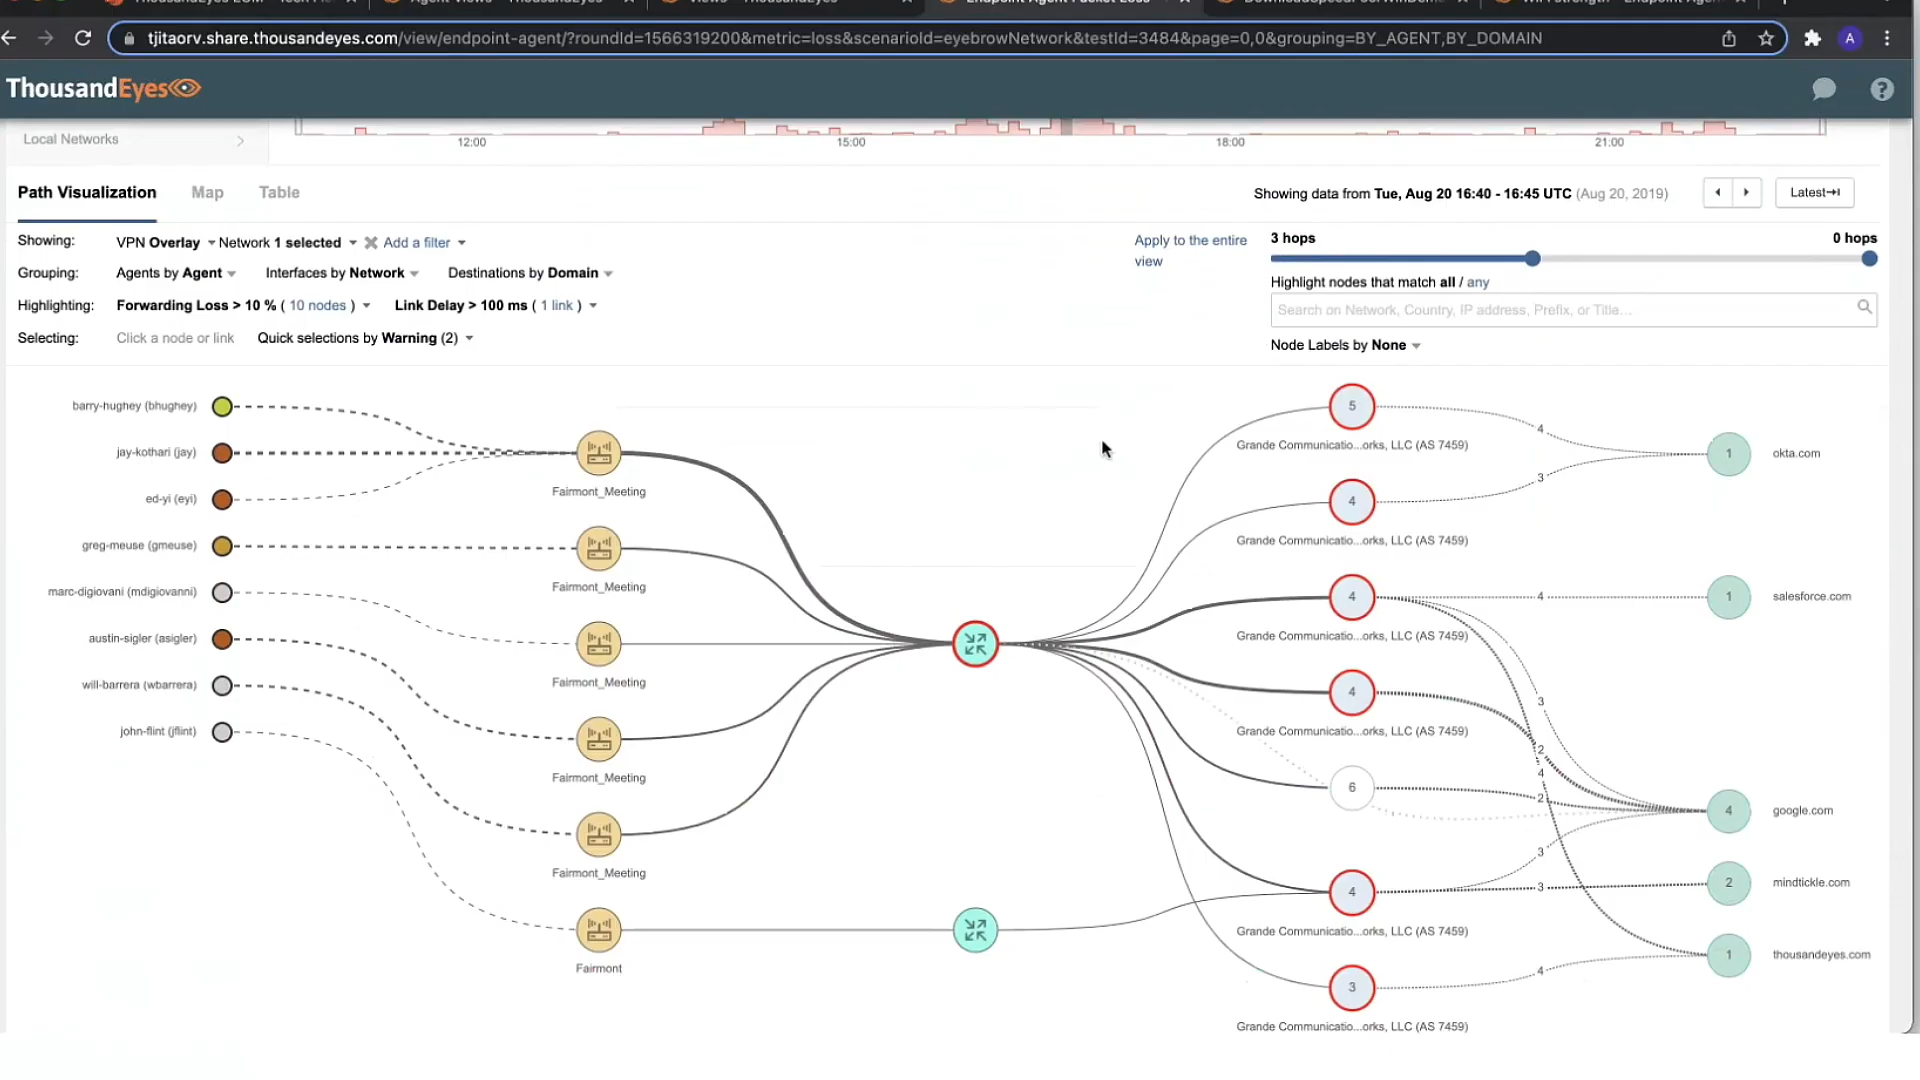 tjitaorv.share.thousandeyes.com/view/endpoint-agent/?roundId=1566319200&metric=loss&scenarioId=eyebrowNetwork&testId=3484&page=0,0&grouping=BY_AGENT,BY_DOMAIN
A
ThousandEyes
?
Local Networks
12:00 15:00 18:00 21:00
Path Visualization Map Table
Showing data from Tue, Aug 20 16:40 - 16:45 UTC (Aug 20, 2019)
Latest
Showing: VPN Overlay Network 1 selected Add a filter
Apply to the entire view
3 hops 0 hops
Grouping: Agents by Agent Interfaces by Network Destinations by Domain
Highlight nodes that match all / any
Highlighting: Forwarding Loss > 10 % ( 10 nodes ) Link Delay > 100 ms ( 1 link )
Search on Network, Country, IP address, Prefix, or Title...
Selecting: Click a node or link Quick selections by Warning (2)
Node Labels by None
barry-hughey (bhughey)
jay-kothari (jay)
ed-yi (eyi)
greg-meuse (gmeuse)
marc-digiovani (mdigiovanni)
austin-sigler (asigler)
will-barrera (wbarrera)
john-flint (jflint)
Fairmont_Meeting
Fairmont_Meeting
Fairmont_Meeting
Fairmont_Meeting
Fairmont_Meeting
Fairmont
5
Grande Communicatio...orks, LLC (AS 7459)
4
Grande Communicatio...orks, LLC (AS 7459)
4
Grande Communicatio...orks, LLC (AS 7459)
4
Grande Communicatio...orks, LLC (AS 7459)
6
4
Grande Communicatio...orks, LLC (AS 7459)
3
Grande Communicatio...orks, LLC (AS 7459)
4
3
4
3
2
4
2
3
3
4
1 okta.com
1 salesforce.com
4 google.com
2 mindtickle.com
1 thousandeyes.com